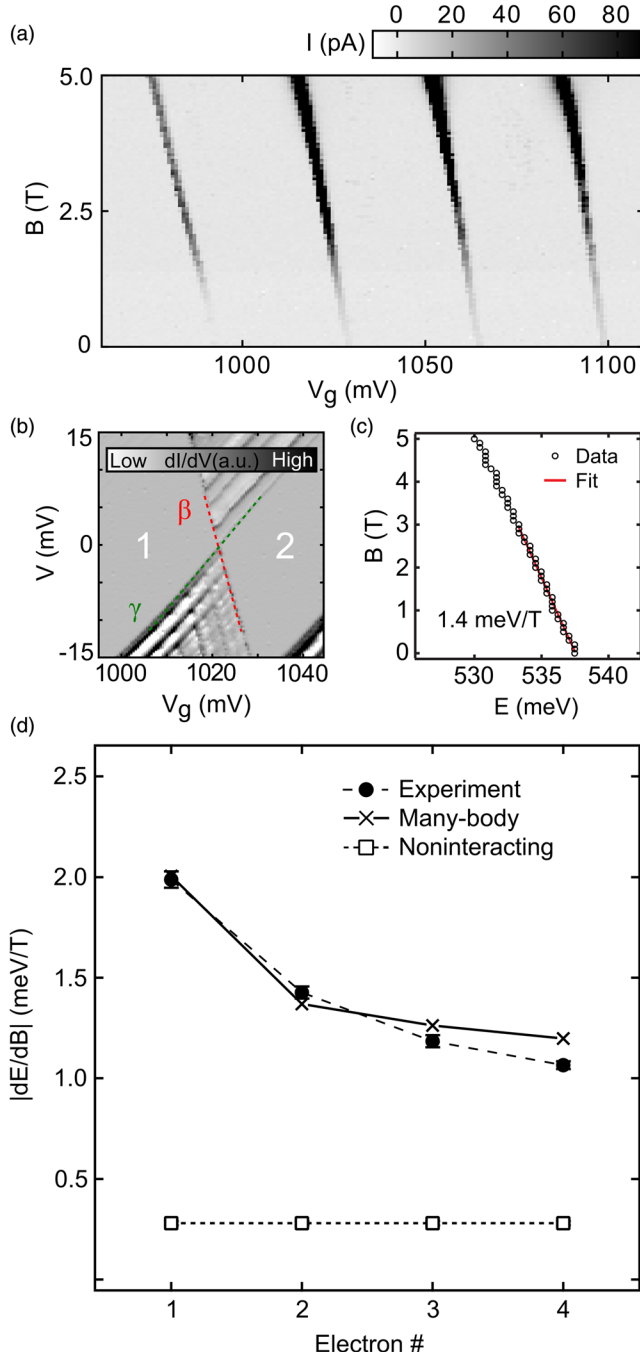 (a)
I (pA)
0 20 40 60 80
5.0
2.5
0
B (T)
1000 1050 1100
Vg (mV)
(b)
15
0
-15
V (mV)
Low dI/dV(a.u.) High
β
1 2
γ
1000 1020 1040
Vg (mV)
(c)
5
4
3
2
1
0
B (T)
Data
Fit
1.4 meV/T
530 535 540
E (meV)
(d)
2.5
2.0
1.5
1.0
0.5
|dE/dB| (meV/T)
Experiment
Many-body
Noninteracting
1 2 3 4
Electron #